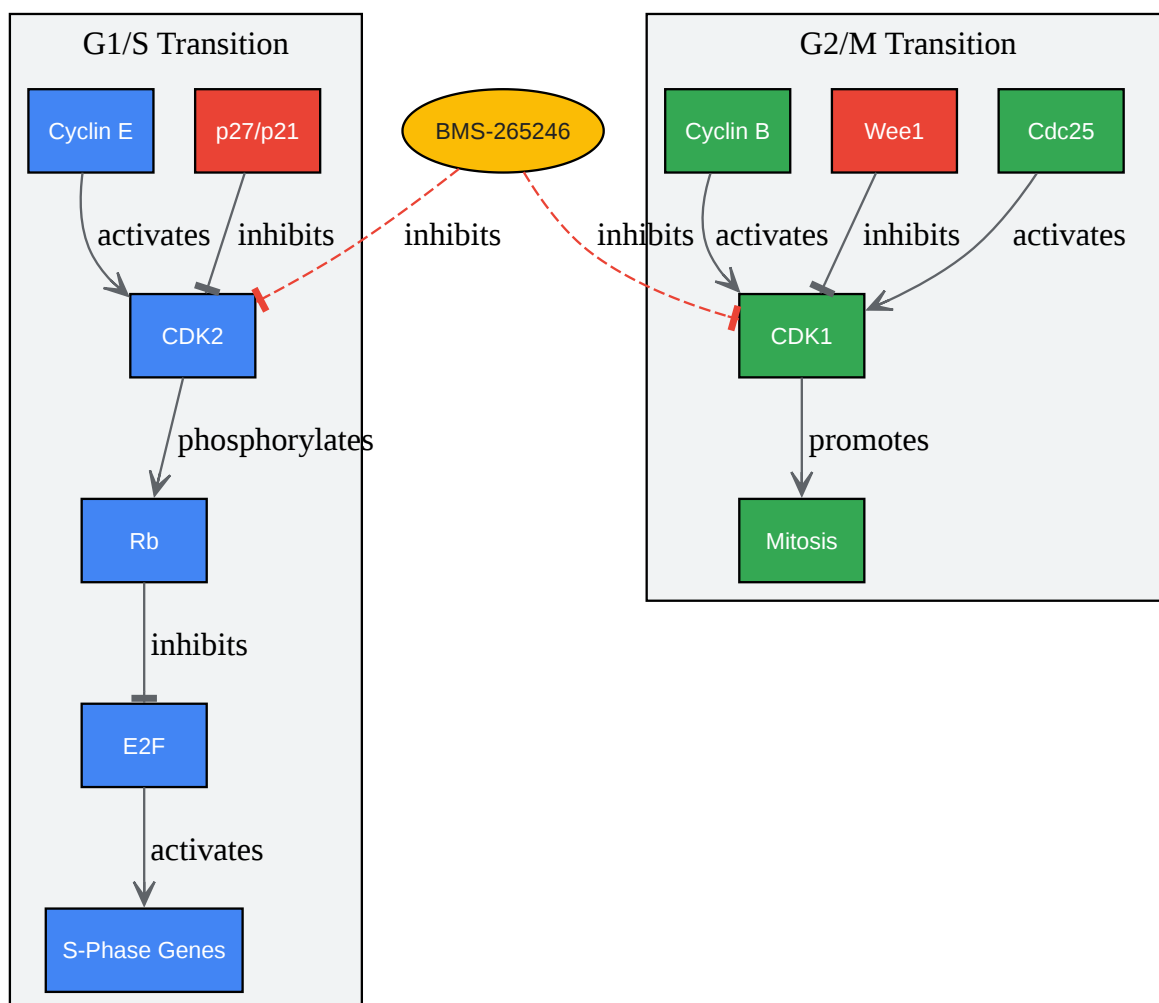 G1/S Transition
G2/M Transition
Cyclin E
p27/p21
BMS-265246
Cyclin B
Wee1
Cdc25
activates
inhibits
inhibits
inhibits
activates
inhibits
activates
CDK2
CDK1
phosphorylates
promotes
Rb
Mitosis
inhibits
E2F
activates
S-Phase Genes